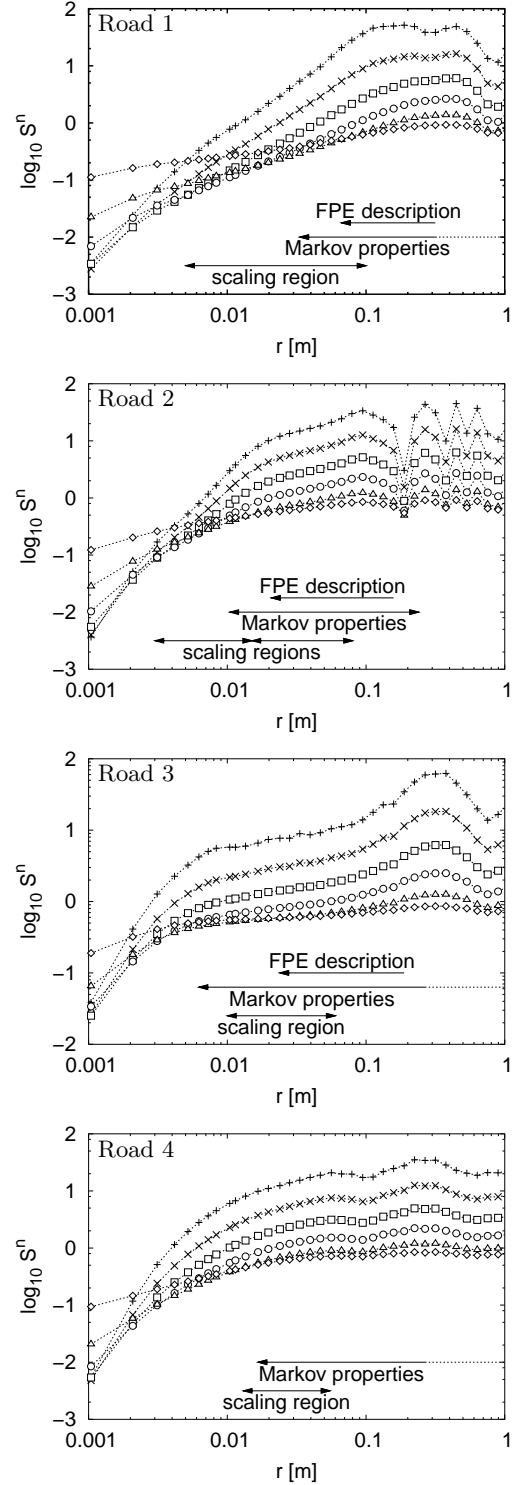 Road 1
2
1
0
−1
−2
−3
log10 Sⁿ
FPE description
Markov properties
scaling region
0.001 0.01 0.1 1
r [m]
Road 2
2
1
0
−1
−2
−3
log10 Sⁿ
FPE description
Markov properties
scaling regions
0.001 0.01 0.1 1
r [m]
Road 3
2
1
0
−1
−2
log10 Sⁿ
FPE description
Markov properties
scaling region
0.001 0.01 0.1 1
r [m]
Road 4
2
1
0
−1
−2
−3
log10 Sⁿ
Markov properties
scaling region
0.001 0.01 0.1 1
r [m]